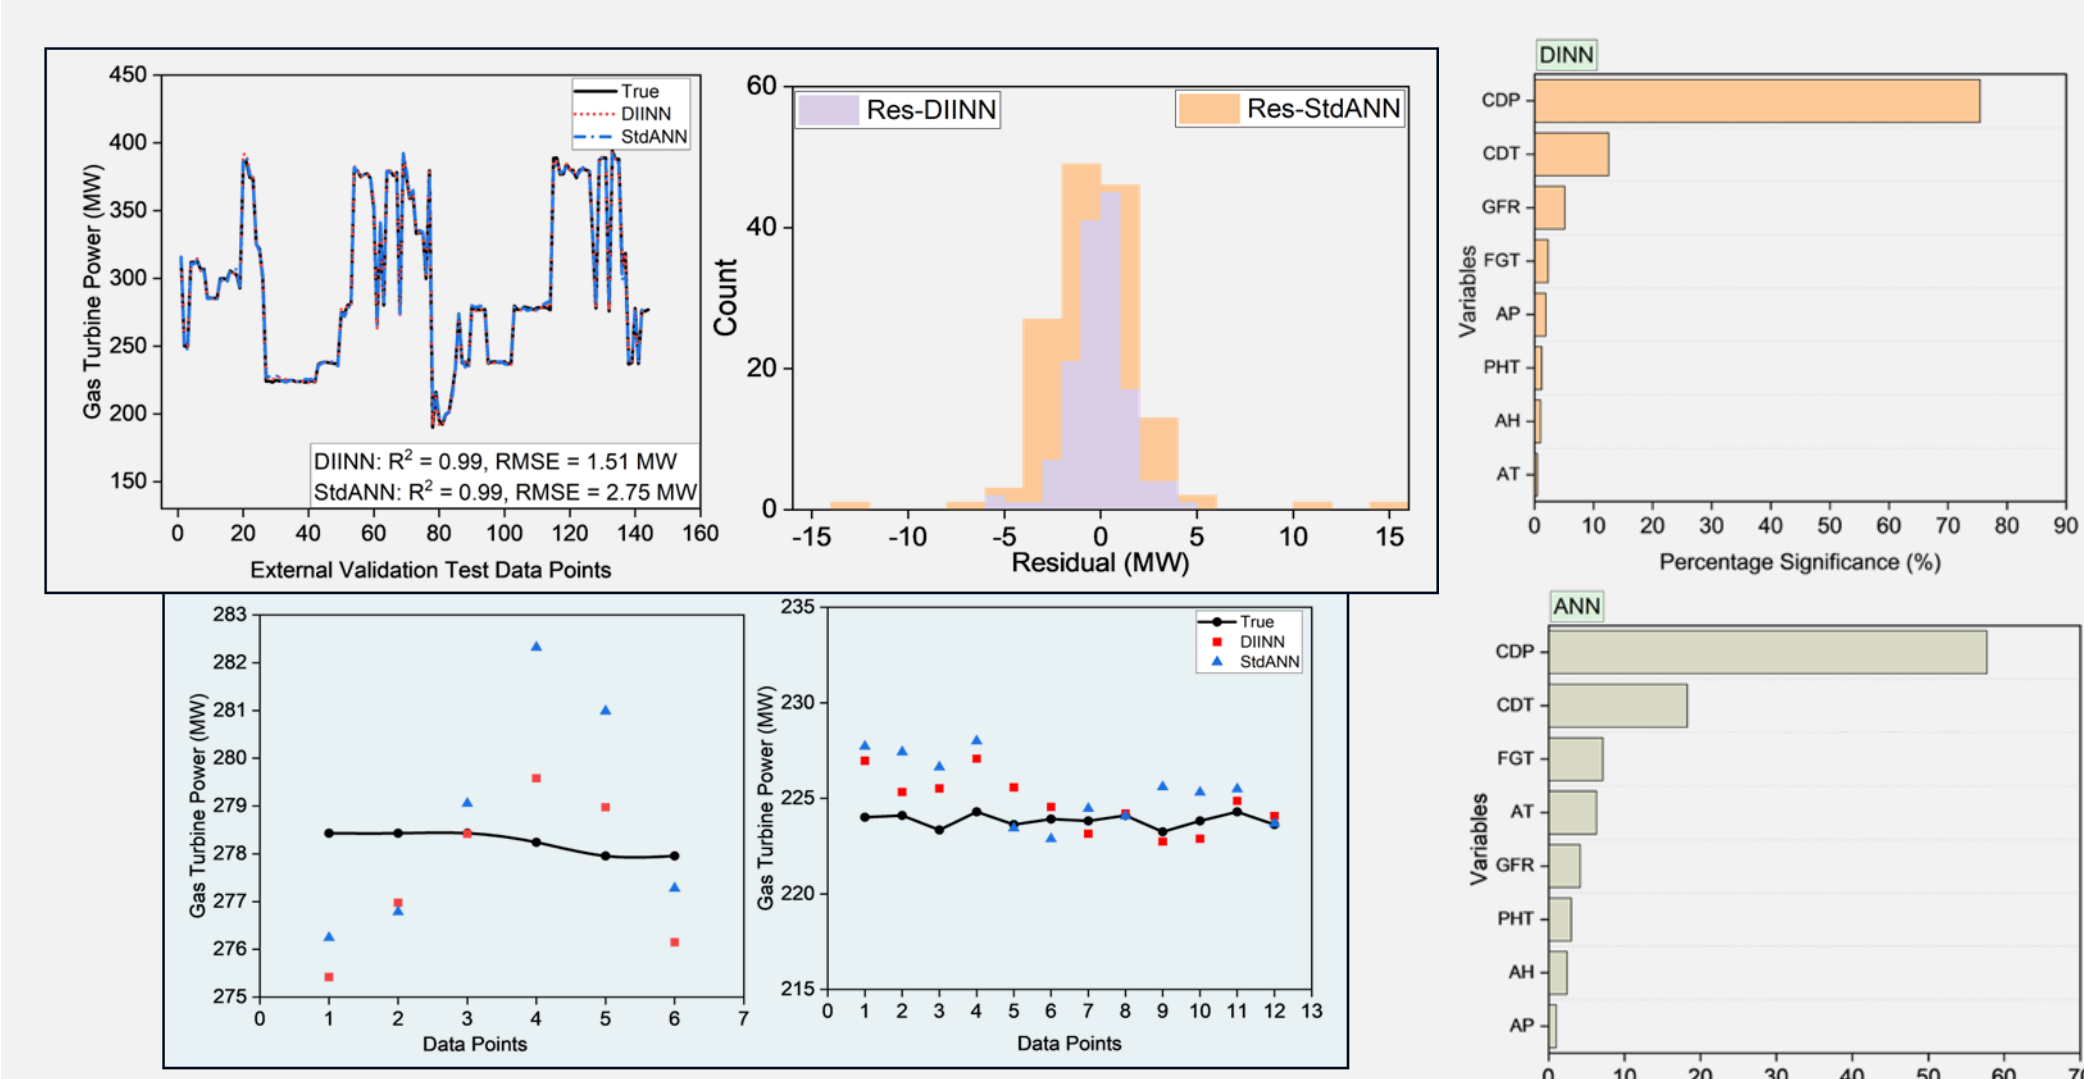 450
400
350
300
250
200
150
Gas Turbine Power (MW)
True
DIINN
StdANN
DIINN: R² = 0.99, RMSE = 1.51 MW
StdANN: R² = 0.99, RMSE = 2.75 MW
0 20 40 60 80 100 120 140 160
External Validation Test Data Points
60
40
20
0
Count
Res-DIINN
Res-StdANN
-15 -10 -5 0 5 10 15
Residual (MW)
DINN
CDP
CDT
GFR
FGT
AP
PHT
AH
AT
Variables
0 10 20 30 40 50 60 70 80 90
Percentage Significance (%)
283
282
281
280
279
278
277
276
275
Gas Turbine Power (MW)
0 1 2 3 4 5 6 7
Data Points
235
230
225
220
215
Gas Turbine Power (MW)
True
DIINN
StdANN
0 1 2 3 4 5 6 7 8 9 10 11 12 13
Data Points
ANN
CDP
CDT
FGT
AT
GFR
PHT
AH
AP
Variables
0 10 20 30 40 50 60 70